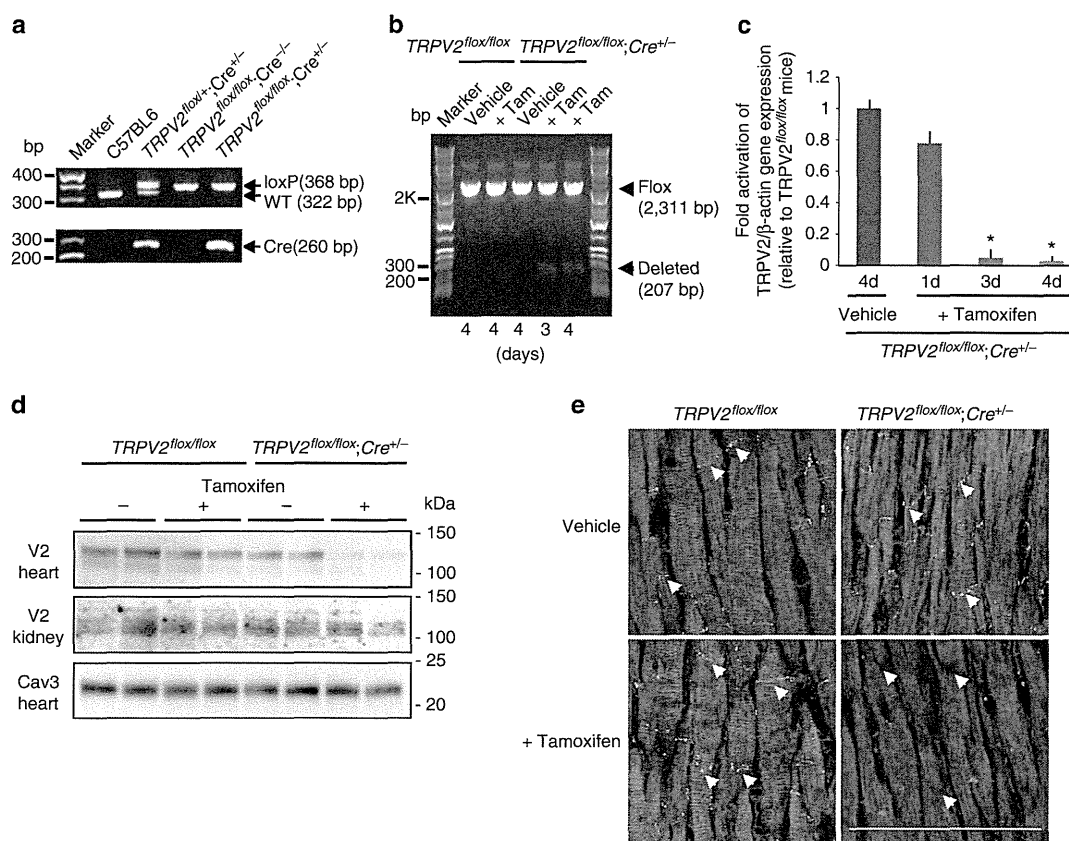 a
Marker
C57BL6
TRPV2flox/+;Cre+/–
TRPV2flox/flox;Cre–/–
TRPV2flox/flox;Cre+/–
bp
400
300
loxP(368 bp)
WT (322 bp)
300
200
Cre(260 bp)
b
TRPV2flox/flox
TRPV2flox/flox;Cre+/–
Marker
Vehicle
+ Tam
Vehicle
+ Tam
+ Tam
bp
2K
300
200
Flox
(2,311 bp)
Deleted
(207 bp)
4 4 4 3 4
(days)
c
Fold activation of
TRPV2/β-actin gene expression
(relative to TRPV2flox/flox mice)
1.2
1
0.8
0.6
0.4
0.2
0
* *
4d 1d 3d 4d
Vehicle + Tamoxifen
TRPV2flox/flox;Cre+/–
d
TRPV2flox/flox
TRPV2flox/flox;Cre+/–
Tamoxifen
– + – +
kDa
V2
heart
- 150
- 100
V2
kidney
- 150
- 100
Cav3
heart
- 25
- 20
e
TRPV2flox/flox
TRPV2flox/flox;Cre+/–
Vehicle
+ Tamoxifen